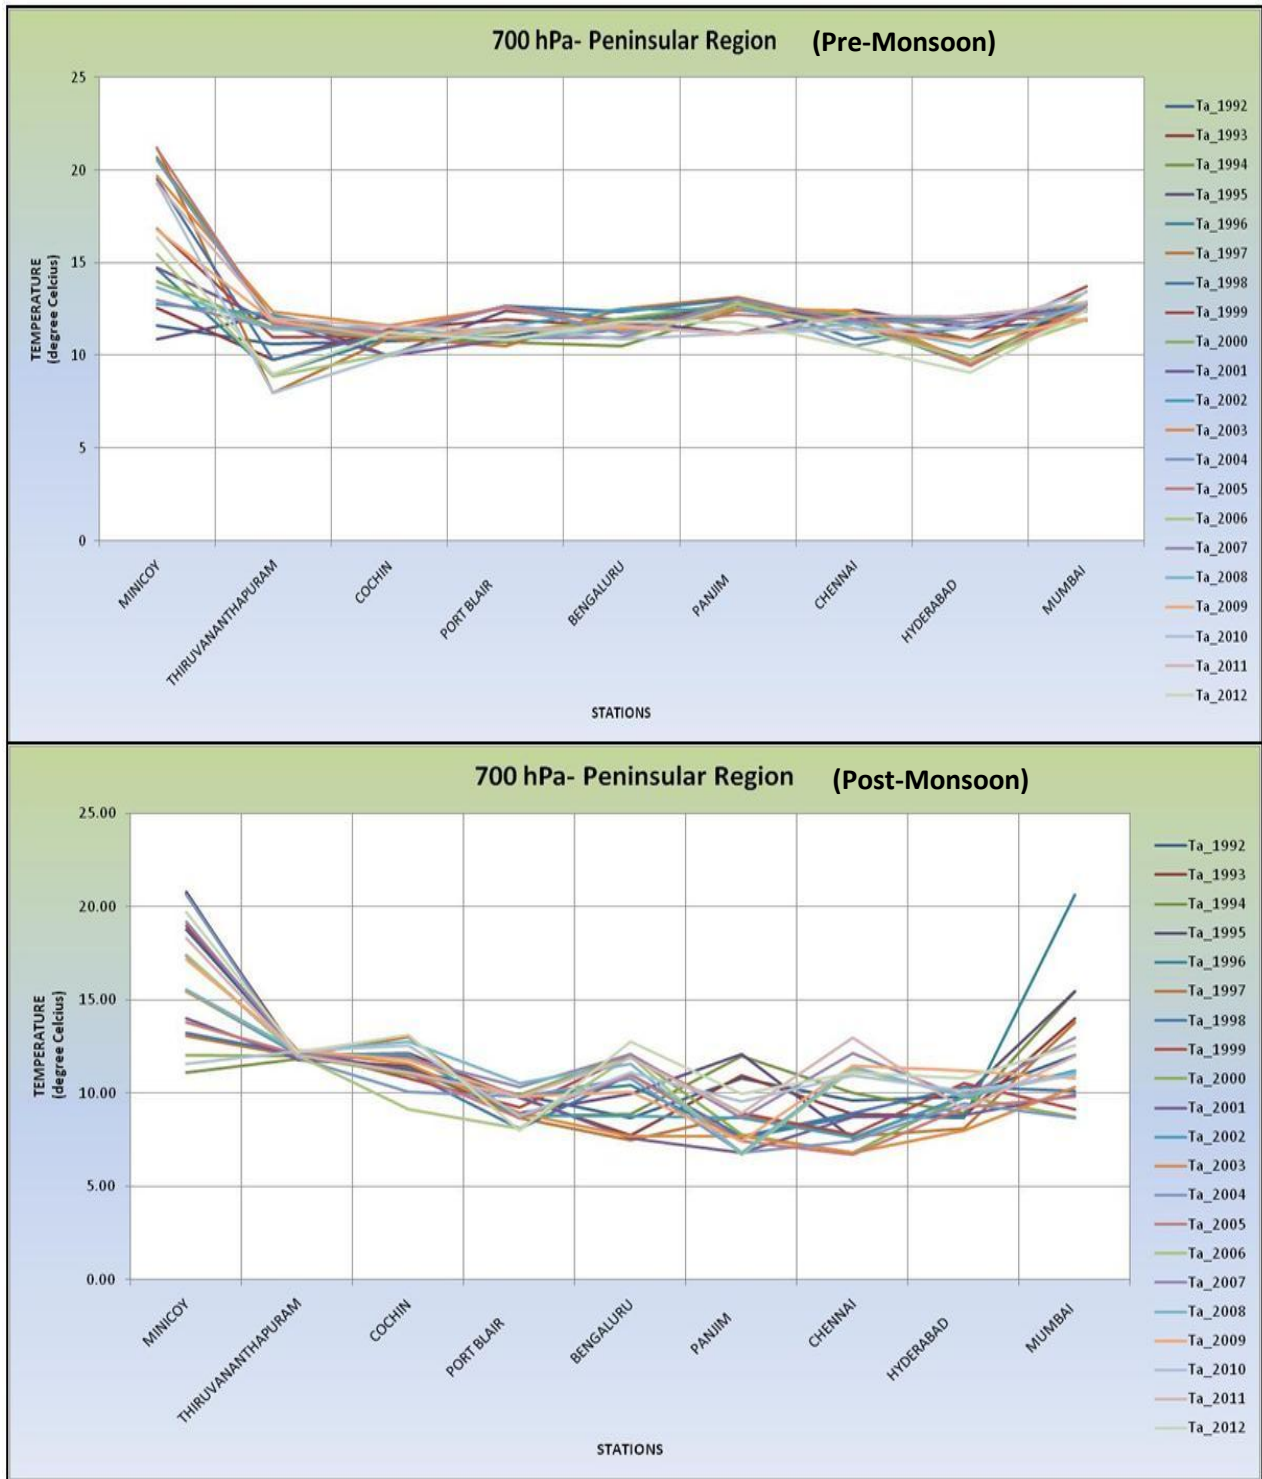 700 hPa- Peninsular Region (Pre-Monsoon)
25
20
15
10
5
0
TEMPERATURE
(degree Celcius)
MINICOY
THIRUVANANTHAPURAM
COCHIN
PORT BLAIR
BENGALURU
PANJIM
CHENNAI
HYDERABAD
MUMBAI
STATIONS
Ta_1992
Ta_1993
Ta_1994
Ta_1995
Ta_1996
Ta_1997
Ta_1998
Ta_1999
Ta_2000
Ta_2001
Ta_2002
Ta_2003
Ta_2004
Ta_2005
Ta_2006
Ta_2007
Ta_2008
Ta_2009
Ta_2010
Ta_2011
Ta_2012
700 hPa- Peninsular Region (Post-Monsoon)
25.00
20.00
15.00
10.00
5.00
0.00
TEMPERATURE
(degree Celcius)
MINICOY
THIRUVANANTHAPURAM
COCHIN
PORT BLAIR
BENGALURU
PANJIM
CHENNAI
HYDERABAD
MUMBAI
STATIONS
Ta_1992
Ta_1993
Ta_1994
Ta_1995
Ta_1996
Ta_1997
Ta_1998
Ta_1999
Ta_2000
Ta_2001
Ta_2002
Ta_2003
Ta_2004
Ta_2005
Ta_2006
Ta_2007
Ta_2008
Ta_2009
Ta_2010
Ta_2011
Ta_2012